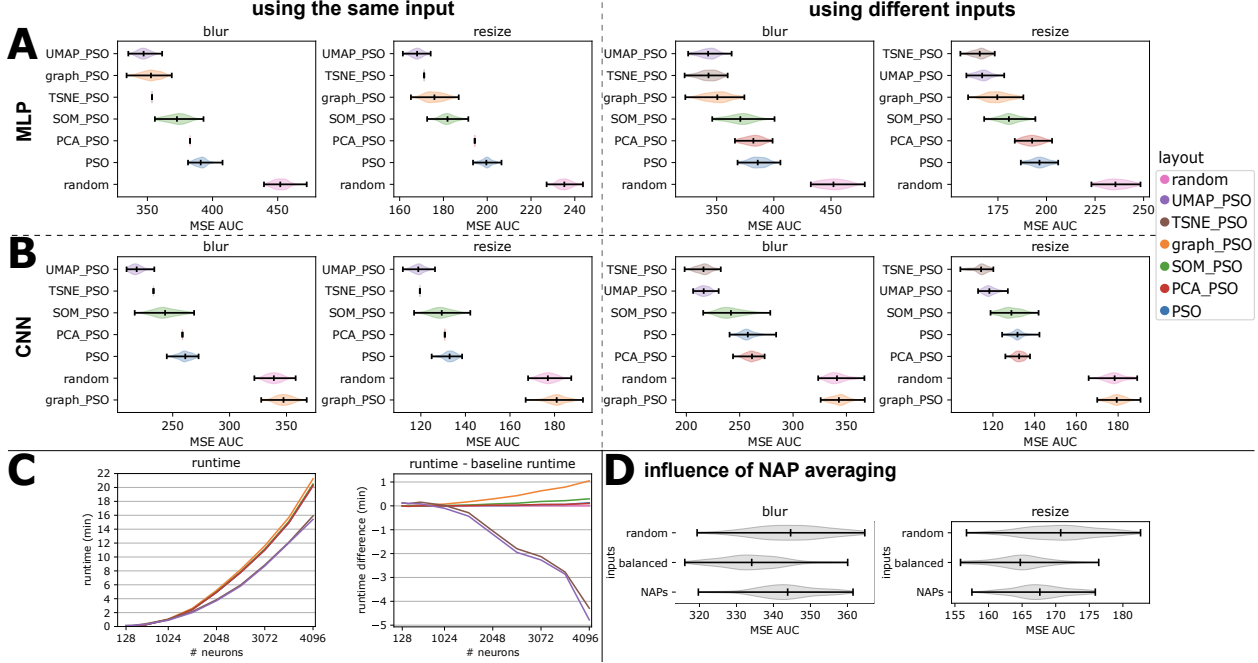 using the same input
using different inputs
A
MLP
blur
UMAP_PSO
graph_PSO
TSNE_PSO
SOM_PSO
PCA_PSO
PSO
random
350 400 450
MSE AUC
resize
UMAP_PSO
TSNE_PSO
graph_PSO
SOM_PSO
PCA_PSO
PSO
random
160 180 200 220 240
MSE AUC
blur
UMAP_PSO
TSNE_PSO
graph_PSO
SOM_PSO
PCA_PSO
PSO
random
350 400 450
MSE AUC
resize
TSNE_PSO
UMAP_PSO
graph_PSO
SOM_PSO
PCA_PSO
PSO
random
175 200 225 250
MSE AUC
layout
random
UMAP_PSO
TSNE_PSO
graph_PSO
SOM_PSO
PCA_PSO
PSO
B
CNN
blur
UMAP_PSO
TSNE_PSO
SOM_PSO
PCA_PSO
PSO
random
graph_PSO
250 300 350
MSE AUC
resize
UMAP_PSO
TSNE_PSO
SOM_PSO
PCA_PSO
PSO
random
graph_PSO
120 140 160 180
MSE AUC
blur
TSNE_PSO
UMAP_PSO
SOM_PSO
PSO
PCA_PSO
random
graph_PSO
200 250 300 350
MSE AUC
resize
TSNE_PSO
UMAP_PSO
SOM_PSO
PSO
PCA_PSO
random
graph_PSO
120 140 160 180
MSE AUC
C
runtime
runtime (min)
22
20
18
16
14
12
10
8
6
4
2
0
128 1024 2048 3072 4096
# neurons
runtime - baseline runtime
runtime difference (min)
1
0
−1
−2
−3
−4
−5
128 1024 2048 3072 4096
# neurons
D influence of NAP averaging
blur
inputs
random
balanced
NAPs
320 330 340 350 360
MSE AUC
resize
inputs
random
balanced
NAPs
155 160 165 170 175 180
MSE AUC